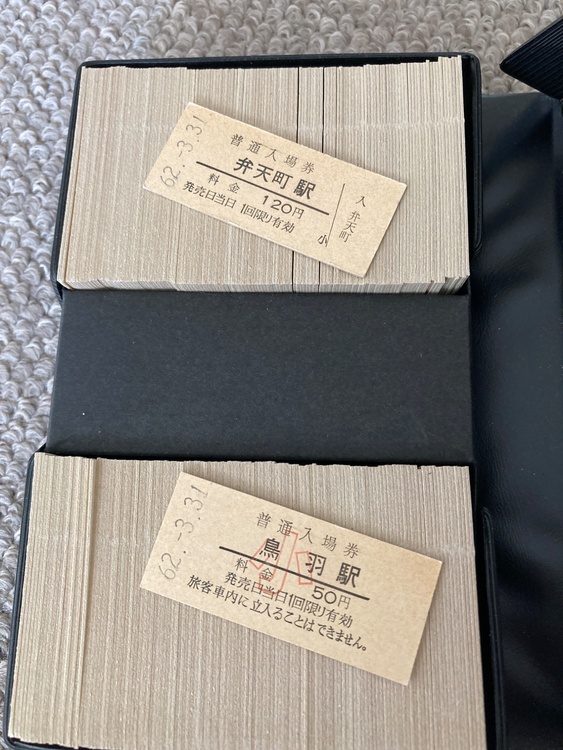 62.-3.31
普通入場券
弁天町駅
料金 120円
発売日当日 1回限り有効
小
入 弁天町
62.-3.31
普通入場券
鳥羽駅
小
料金 50円
発売日当日1回限り有効
旅客車内に立入ることはできません。